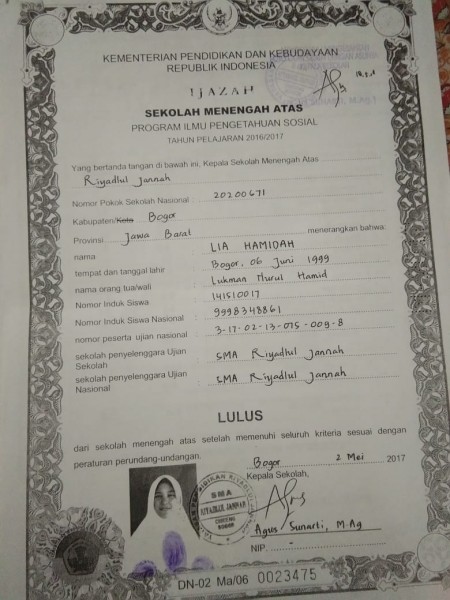 KEMENTERIAN PENDIDIKAN DAN KEBUDAYAAN
REPUBLIK INDONESIA
IJAZAH
SEKOLAH MENENGAH ATAS
PROGRAM ILMU PENGETAHUAN SOSIAL
TAHUN PELAJARAN 2016/2017
Yang bertanda tangan di bawah ini, Kepala Sekolah Menengah Atas
Riyadlul Jannah
Nomor Pokok Sekolah Nasional : 20200671
Kabupaten/Kota Bogor
Provinsi Jawa Barat menerangkan bahwa:
nama : LIA HAMIDAH
tempat dan tanggal lahir : Bogor, 06 Juni 1999
nama orang tua/wali : Lukman Nurul Hamid
Nomor Induk Siswa : 141510017
Nomor Induk Siswa Nasional : 9998348861
nomor peserta ujian nasional : 3-17-02-13-075-009-8
sekolah penyelenggara Ujian Sekolah : SMA Riyadlul Jannah
sekolah penyelenggara Ujian Nasional : SMA Riyadlul Jannah
LULUS
dari sekolah menengah atas setelah memenuhi seluruh kriteria sesuai dengan
peraturan perundang-undangan.
Bogor 2 Mei 2017
Kepala Sekolah,
SMA
RIYADLUL JANNAH
BOGOR
Agus Sunarti, M.Ag
NIP. -
DN-02 Ma/06 0023475